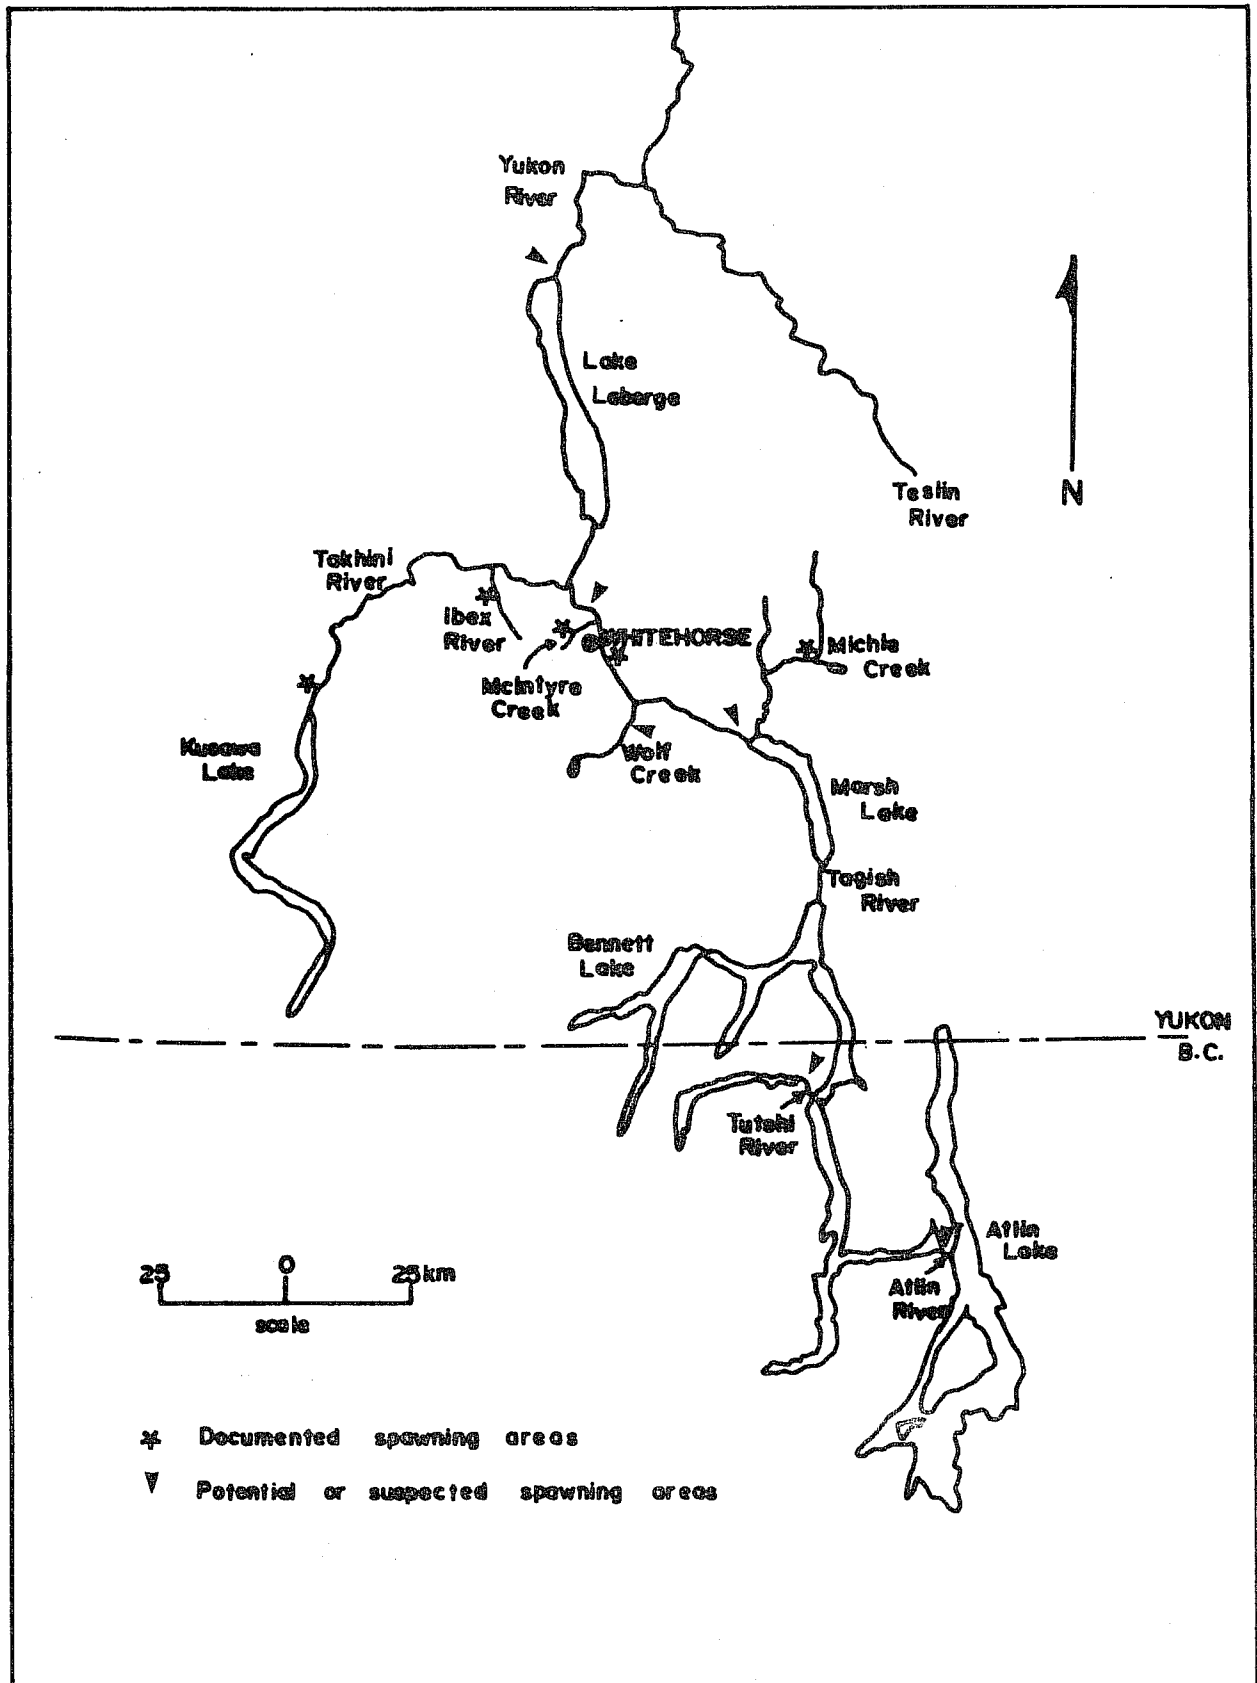 Yukon
River
Lake
Laberge
Teslin
River
N
Takhini
River
Ibex
River
WHITEHORSE
McIntyre
Creek
Michie
Creek
Kusawa
Lake
Wolf
Creek
Marsh
Lake
Tagish
River
Bennett
Lake
YUKON
B.C.
Tutshi
River
Atlin
Lake
Atlin
River
25 0 25 km
scale
Documented spawning areas
Potential or suspected spawning areas